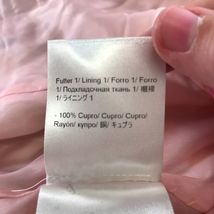 Futter 1/ Lining 1/ Forro 1/ Forro
1/ Подкладочная ткань 1/ 裡襯
1/ ライニング 1
- 100% Cupro/ Cupro/ Cupro/
Rayón/ купро/ 銅/ キュプラ